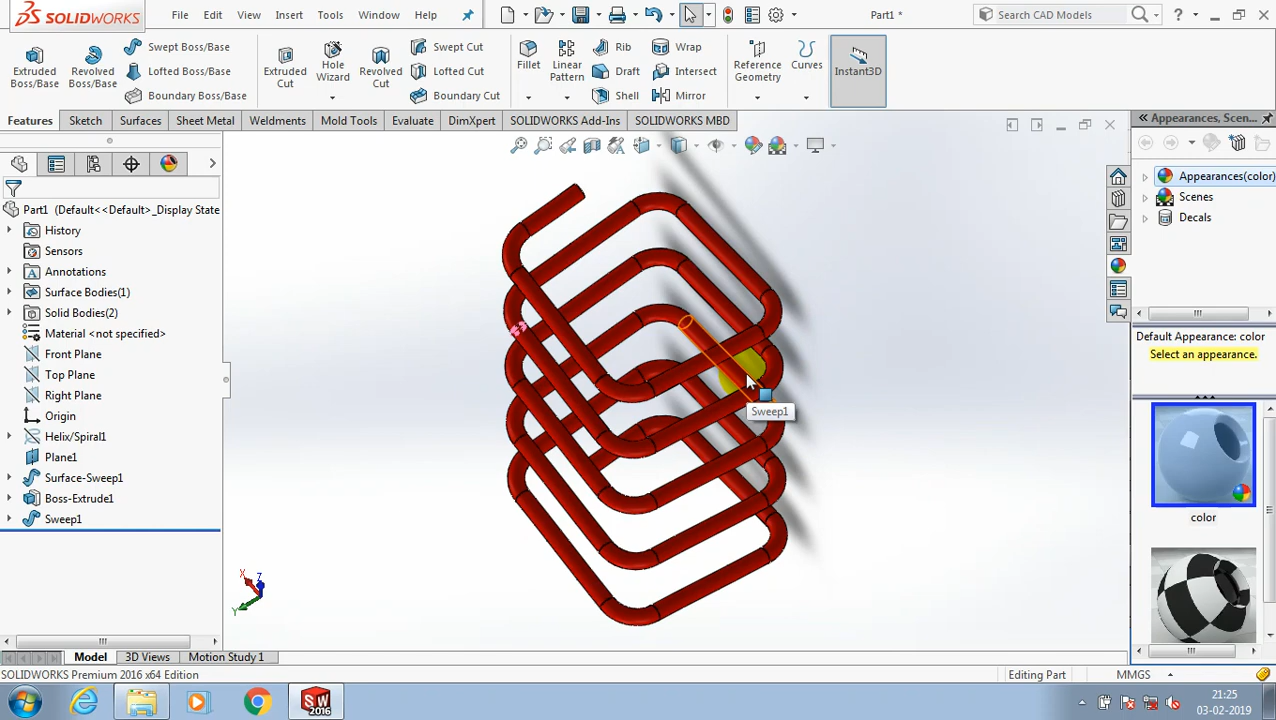 SOLIDWORKS File Edit View Insert Tools Window Help Part1 * Search CAD Models ?
Extruded Boss/Base Revolved Boss/Base Swept Boss/Base Lofted Boss/Base Boundary Boss/Base Extruded Cut Hole Wizard Revolved Cut Swept Cut Lofted Cut Boundary Cut Fillet Linear Pattern Rib Draft Shell Wrap Intersect Mirror Reference Geometry Curves Instant3D
Features Sketch Surfaces Sheet Metal Weldments Mold Tools Evaluate DimXpert SOLIDWORKS Add-Ins SOLIDWORKS MBD
Part1 (Default<<Default>_Display State
History
Sensors
Annotations
Surface Bodies(1)
Solid Bodies(2)
Material <not specified>
Front Plane
Top Plane
Right Plane
Origin
Helix/Spiral1
Plane1
Surface-Sweep1
Boss-Extrude1
Sweep1
Sweep1
X Z Y
Appearances, Scen...
Appearances(color)
Scenes
Decals
Default Appearance: color
Select an appearance.
color
Model 3D Views Motion Study 1
SOLIDWORKS Premium 2016 x64 Edition Editing Part MMGS
SW 2016
21:25
03-02-2019